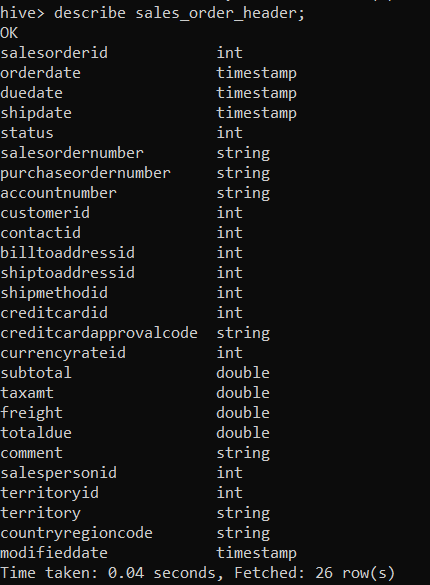 hive> describe sales_order_header;
OK
salesorderid int
orderdate timestamp
duedate timestamp
shipdate timestamp
status int
salesordernumber string
purchaseordernumber string
accountnumber string
customerid int
contactid int
billtoaddressid int
shiptoaddressid int
shipmethodid int
creditcardid int
creditcardapprovalcode string
currencyrateid int
subtotal double
taxamt double
freight double
totaldue double
comment string
salespersonid int
territoryid int
territory string
countryregioncode string
modifieddate timestamp
Time taken: 0.04 seconds, Fetched: 26 row(s)